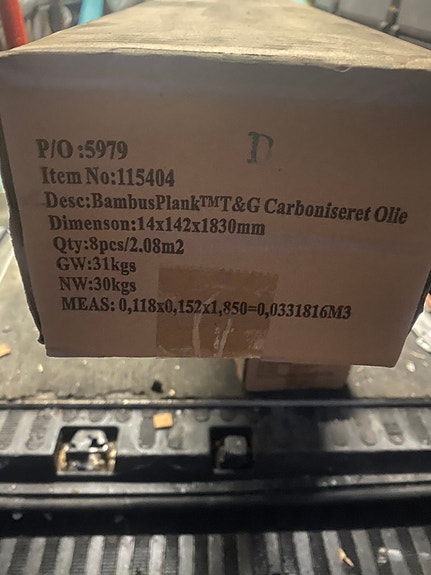 D
P/O :5979
Item No:115404
Desc:BambusPlank™T&G Carboniseret Olie
Dimenson:14x142x1830mm
Qty:8pcs/2.08m2
GW:31kgs
NW:30kgs
MEAS: 0,118x0,152x1,850=0,0331816M3